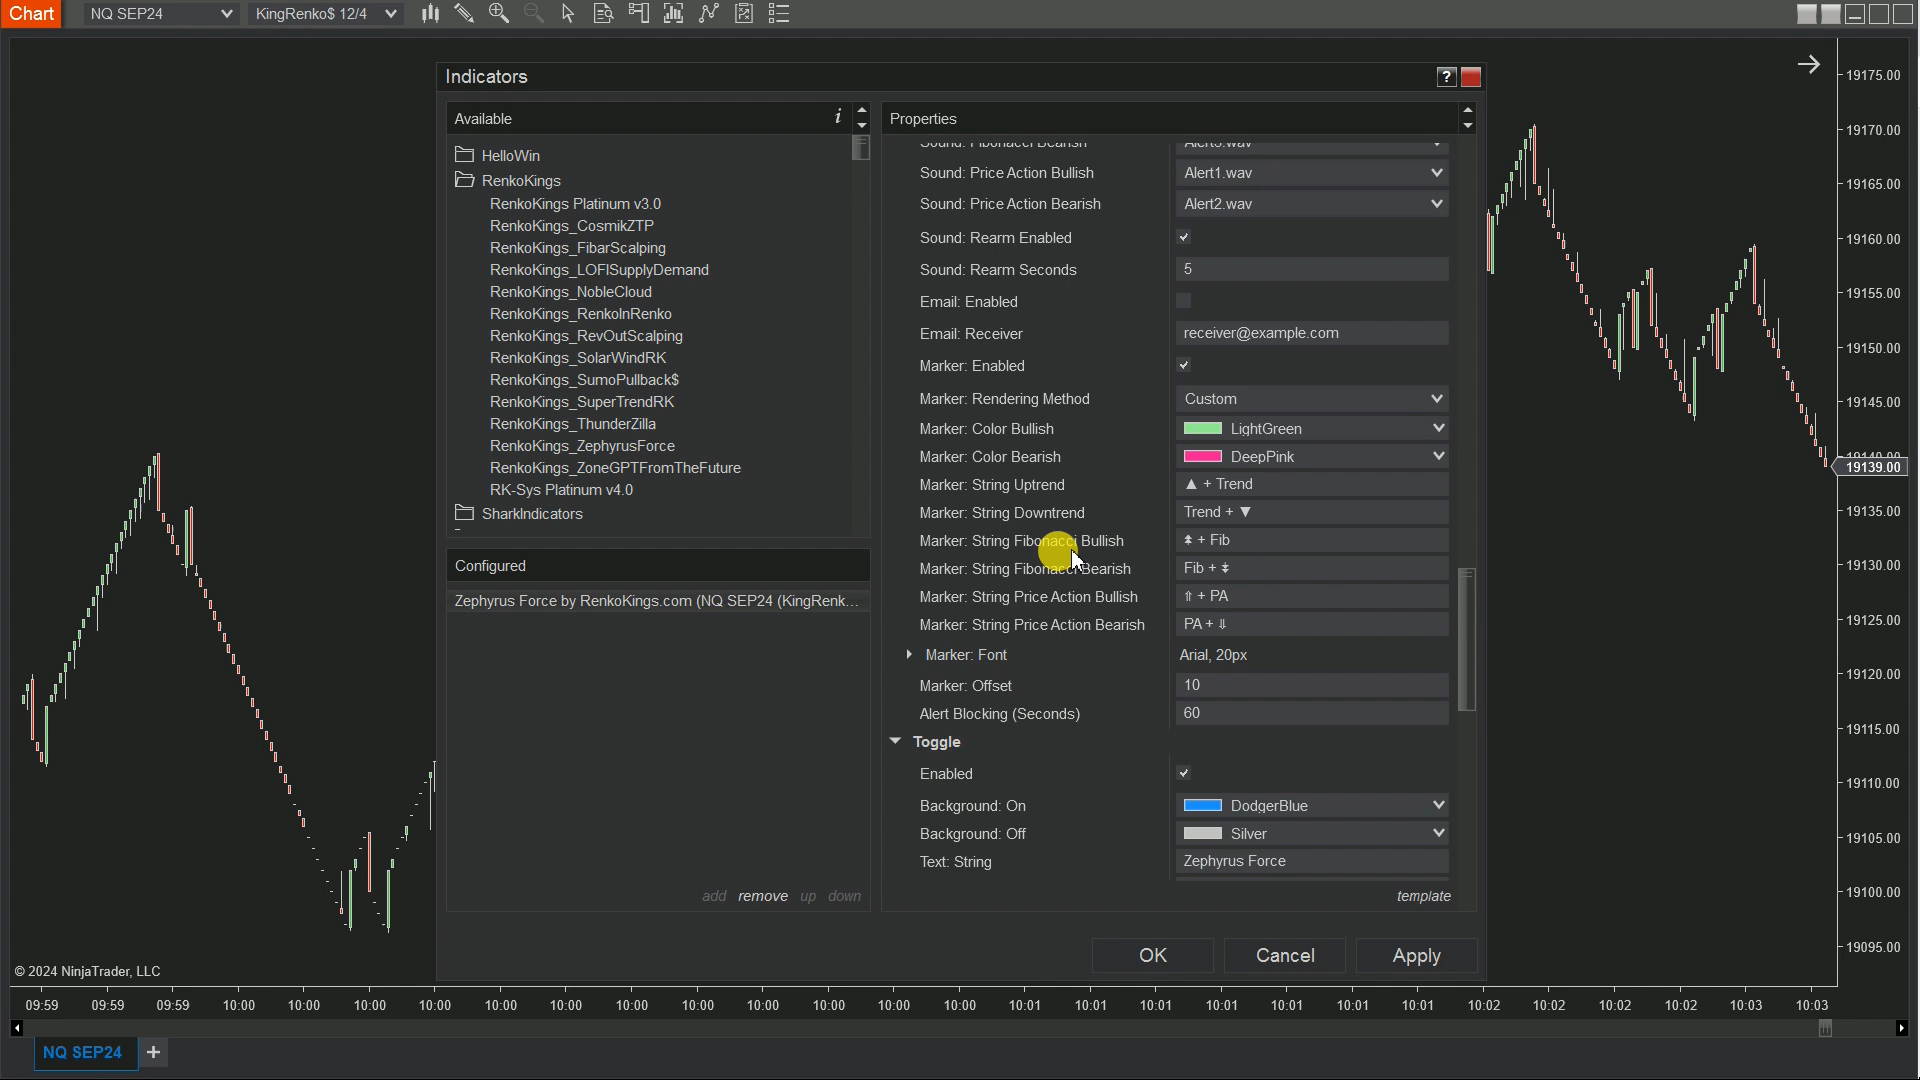 Chart
NQ SEP24
KingRenko$ 12/4
Indicators
?
Available
i
HelloWin
RenkoKings
RenkoKings Platinum v3.0
RenkoKings_CosmikZTP
RenkoKings_FibarScalping
RenkoKings_LOFISupplyDemand
RenkoKings_NobleCloud
RenkoKings_RenkoInRenko
RenkoKings_RevOutScalping
RenkoKings_SolarWindRK
RenkoKings_SumoPullback$
RenkoKings_SuperTrendRK
RenkoKings_ThunderZilla
RenkoKings_ZephyrusForce
RenkoKings_ZoneGPTFromTheFuture
RK-Sys Platinum v4.0
SharkIndicators
Configured
Zephyrus Force by RenkoKings.com (NQ SEP24 (KingRenk...
add remove up down
Properties
Sound: Fibonacci Bearish Alert3.wav
Sound: Price Action Bullish Alert1.wav
Sound: Price Action Bearish Alert2.wav
Sound: Rearm Enabled
Sound: Rearm Seconds 5
Email: Enabled
Email: Receiver receiver@example.com
Marker: Enabled
Marker: Rendering Method Custom
Marker: Color Bullish LightGreen
Marker: Color Bearish DeepPink
Marker: String Uptrend ▲ + Trend
Marker: String Downtrend Trend + ▼
Marker: String Fibonacci Bullish ⯭ + Fib
Marker: String Fibonacci Bearish Fib + ⯯
Marker: String Price Action Bullish ⇑ + PA
Marker: String Price Action Bearish PA + ⇓
Marker: Font Arial, 20px
Marker: Offset 10
Alert Blocking (Seconds) 60
Toggle
Enabled
Background: On DodgerBlue
Background: Off Silver
Text: String Zephyrus Force
template
OK Cancel Apply
19175.00
19170.00
19165.00
19160.00
19155.00
19150.00
19145.00
19140.00
19139.00
19135.00
19130.00
19125.00
19120.00
19115.00
19110.00
19105.00
19100.00
19095.00
© 2024 NinjaTrader, LLC
09:59 09:59 09:59 10:00 10:00 10:00 10:00 10:00 10:00 10:00 10:00 10:00 10:00 10:00 10:00 10:01 10:01 10:01 10:01 10:01 10:01 10:01 10:02 10:02 10:02 10:02 10:03 10:03
NQ SEP24 +